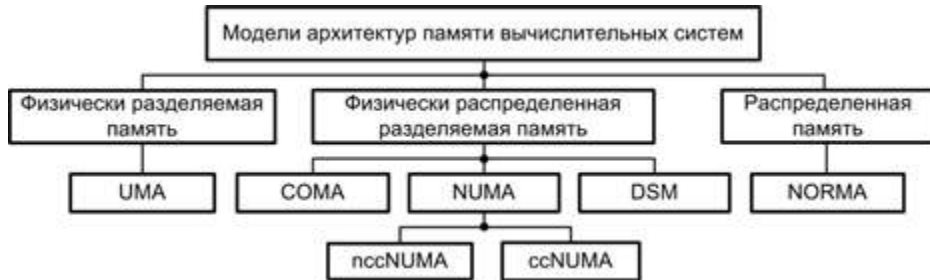 Модели архитектур памяти вычислительных систем
Физически разделяемая
память
Физически распределенная
разделяемая память
Распределенная
память
UMA
COMA
NUMA
DSM
NORMA
nccNUMA
ccNUMA